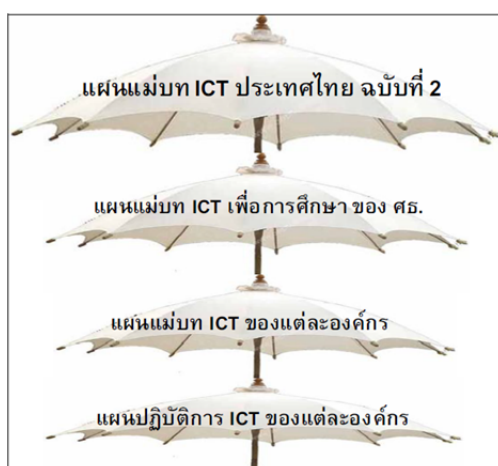 แผนแม่บท ICT ประเทศไทย ฉบับที่ 2
แผนแม่บท ICT เพื่อการศึกษา ของ ศธ.
แผนแม่บท ICT ของแต่ละองค์กร
แผนปฏิบัติการ ICT ของแต่ละองค์กร